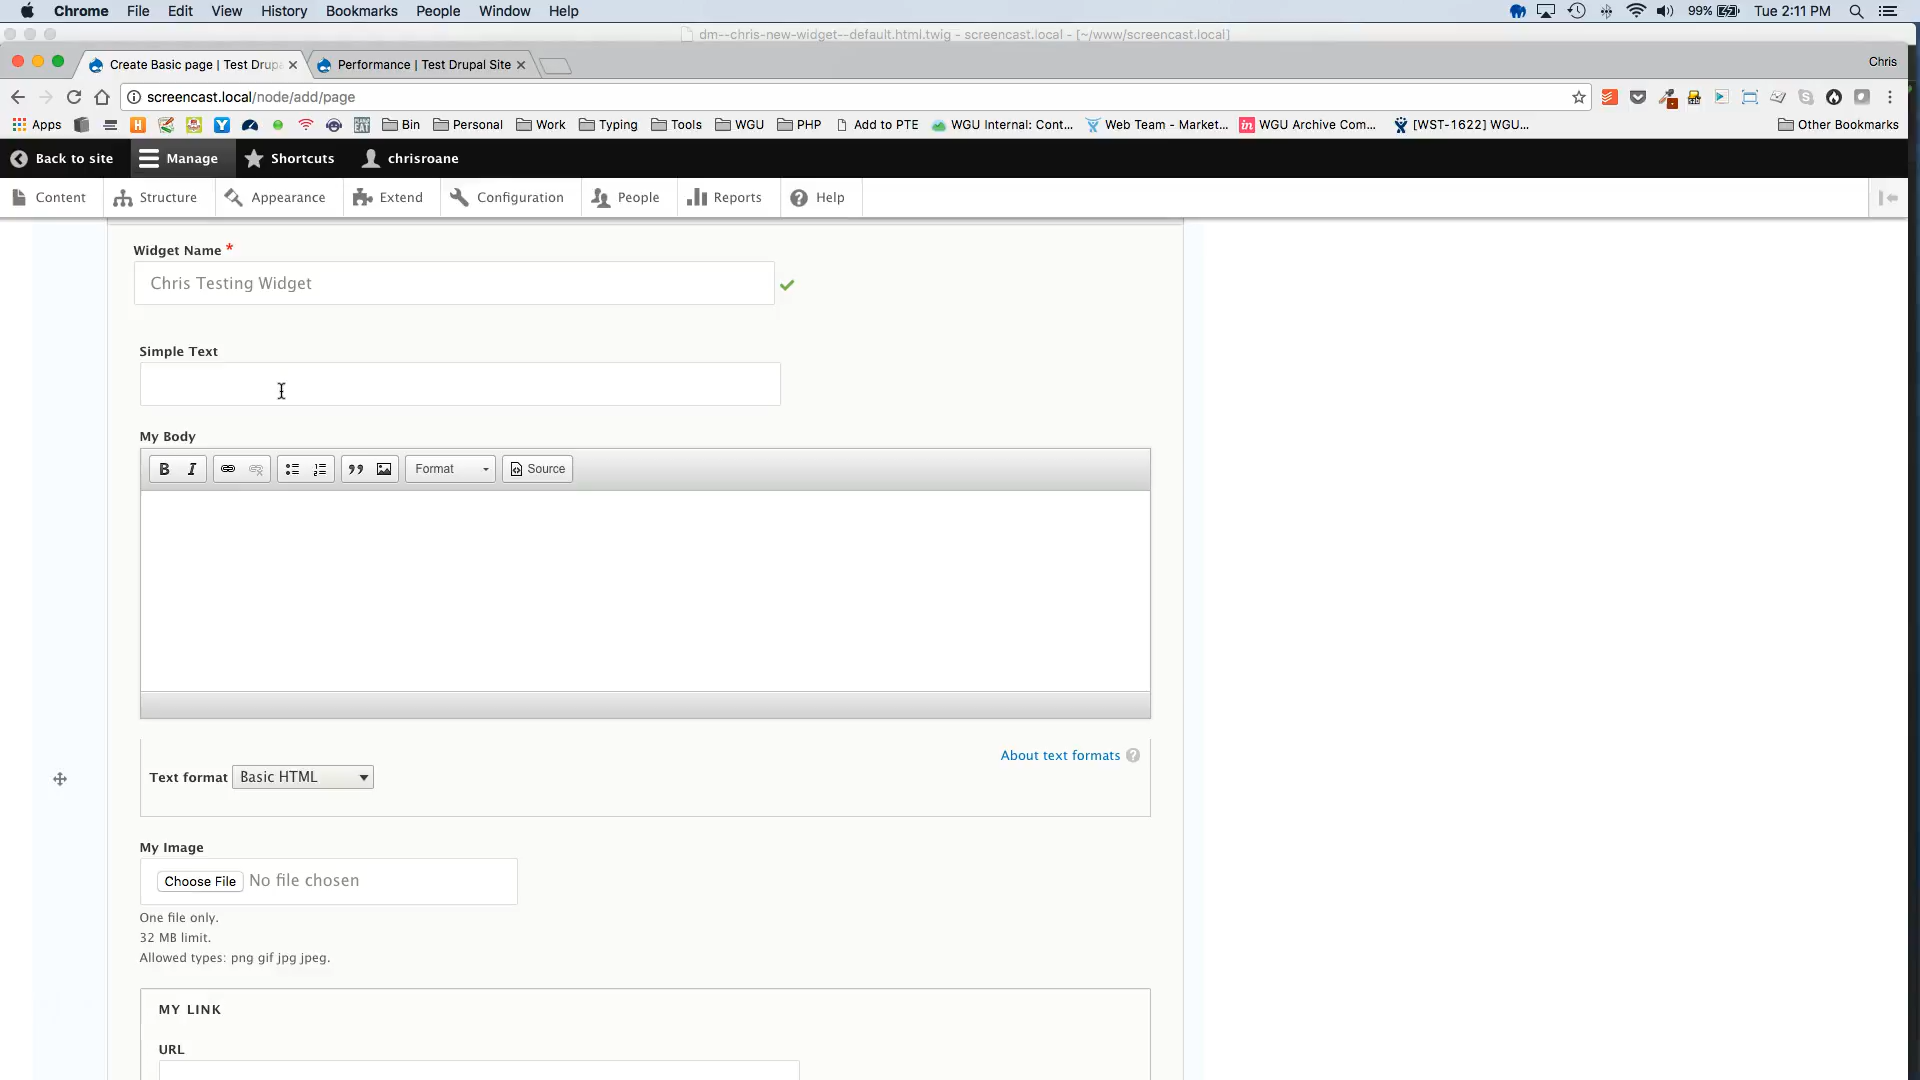 Chrome File Edit View History Bookmarks People Window Help 99% Tue 2:11 PM
dm--chris-new-widget--default.html.twig - screencast.local - [~/www/screencast.local]
Create Basic page | Test Drupa Performance | Test Drupal Site Chris
screencast.local/node/add/page
Apps Bin Personal Work Typing Tools WGU PHP Add to PTE WGU Internal: Cont... Web Team - Market... WGU Archive Com... [WST-1622] WGU... Other Bookmarks
Back to site Manage Shortcuts chrisroane
Content Structure Appearance Extend Configuration People Reports Help
Widget Name *
Chris Testing Widget
Simple Text
My Body
B I Format Source
About text formats ?
Text format Basic HTML
My Image
Choose File No file chosen
One file only.
32 MB limit.
Allowed types: png gif jpg jpeg.
MY LINK
URL